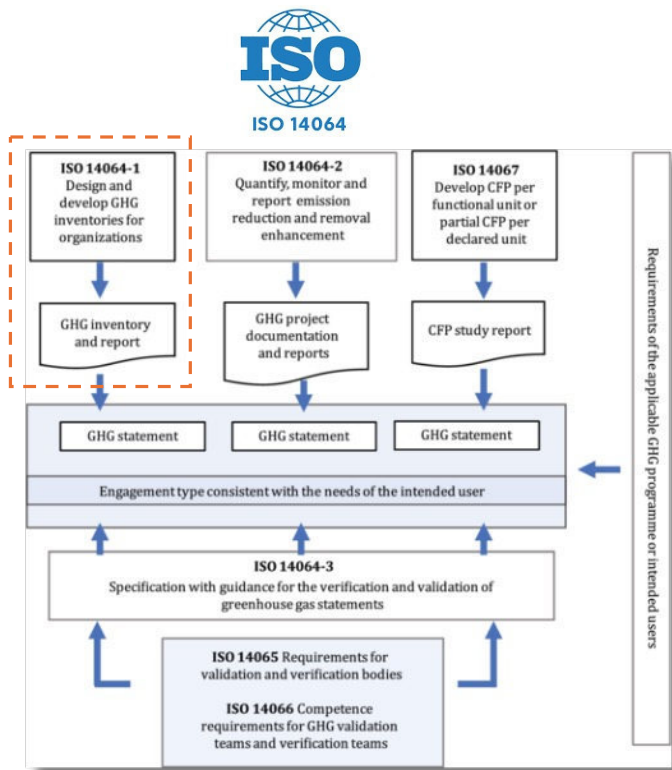 ISO
ISO 14064
ISO 14064-1
Design and
develop GHG
inventories for
organizations
ISO 14064-2
Quantify, monitor and
report emission
reduction and removal
enhancement
ISO 14067
Develop CFP per
functional unit or
partial CFP per
declared unit
GHG inventory
and report
GHG project
documentation
and reports
CFP study report
GHG statement
GHG statement
GHG statement
Engagement type consistent with the needs of the intended user
ISO 14064-3
Specification with guidance for the verification and validation of
greenhouse gas statements
ISO 14065 Requirements for
validation and verification bodies
ISO 14066 Competence
requirements for GHG validation
teams and verification teams
Requirements of the applicable GHG programme or intended users